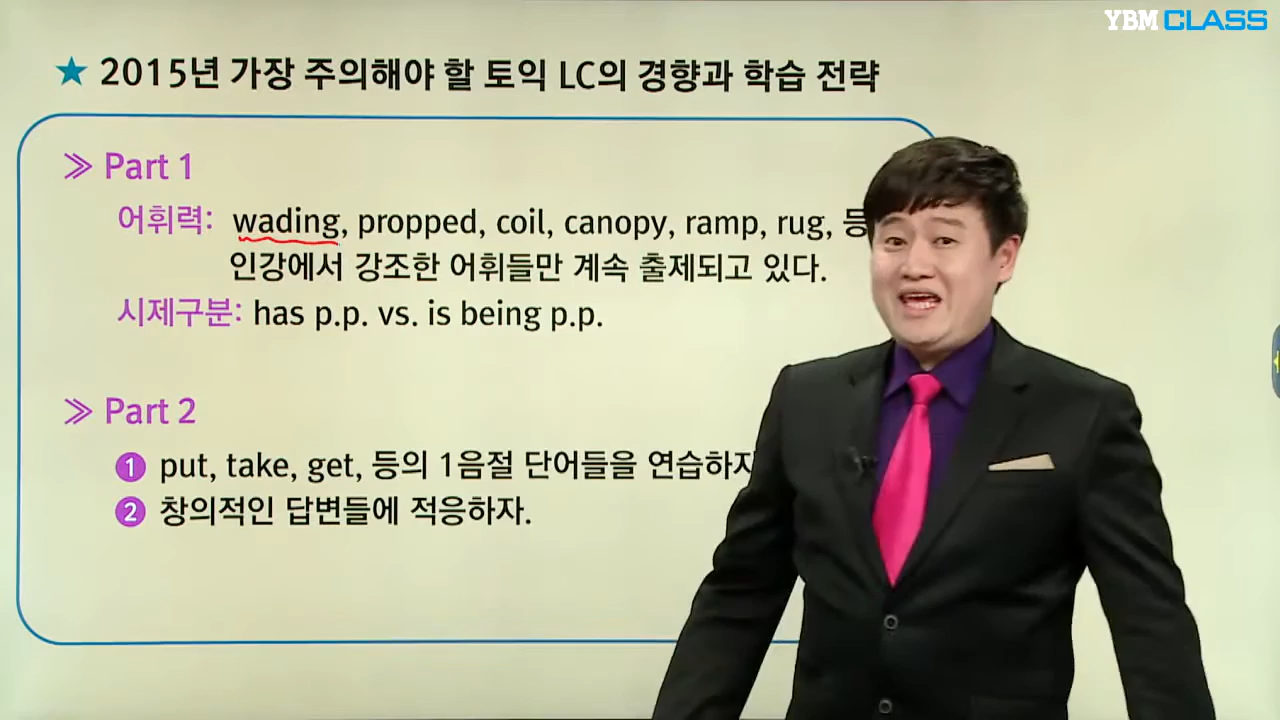 YBM CLASS
★ 2015년 가장 주의해야 할 토익 LC의 경향과 학습 전략
≫ Part 1
어휘력: wading, propped, coil, canopy, ramp, rug, 등
인강에서 강조한 어휘들만 계속 출제되고 있다.
시제구분: has p.p. vs. is being p.p.
≫ Part 2
1 put, take, get, 등의 1음절 단어들을 연습하자
2 창의적인 답변들에 적응하자.